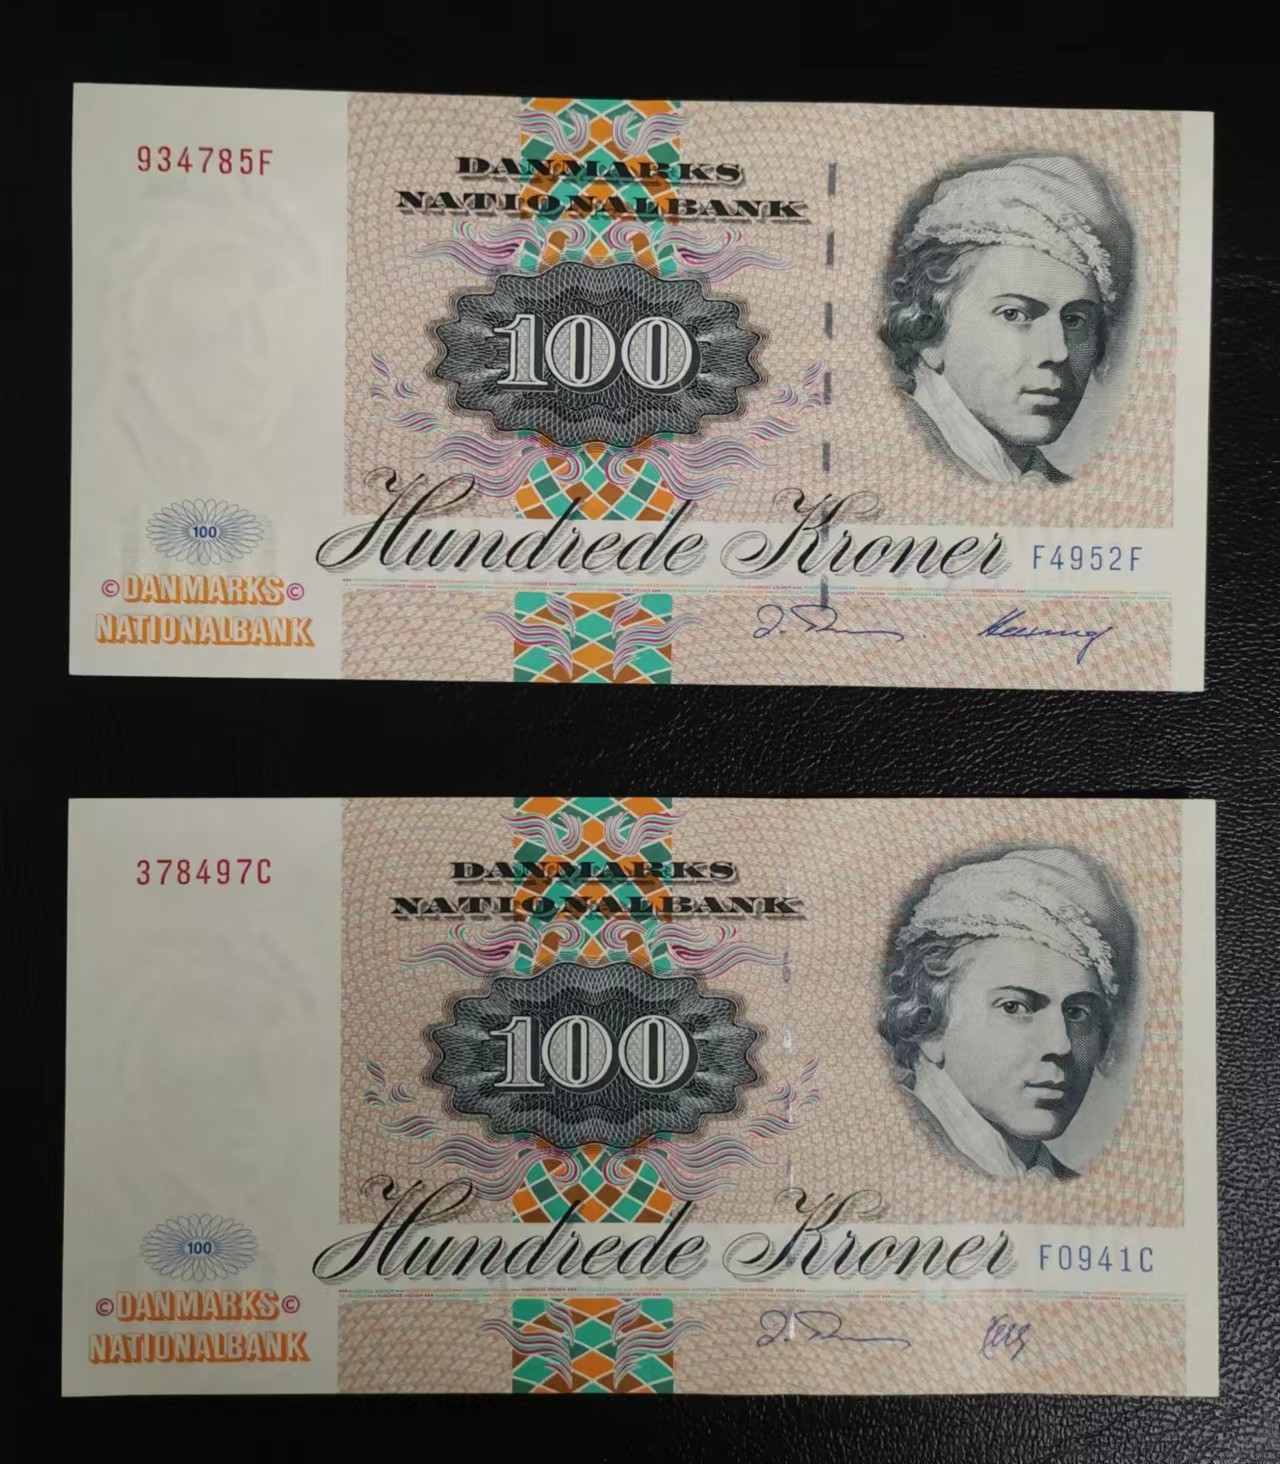 934785F
DANMARKS
NATIONALBANK
100
Hundrede Kroner
F4952F
100
©DANMARKS©
NATIONALBANK
378497C
DANMARKS
NATIONALBANK
100
Hundrede Kroner
F0941C
100
©DANMARKS©
NATIONALBANK